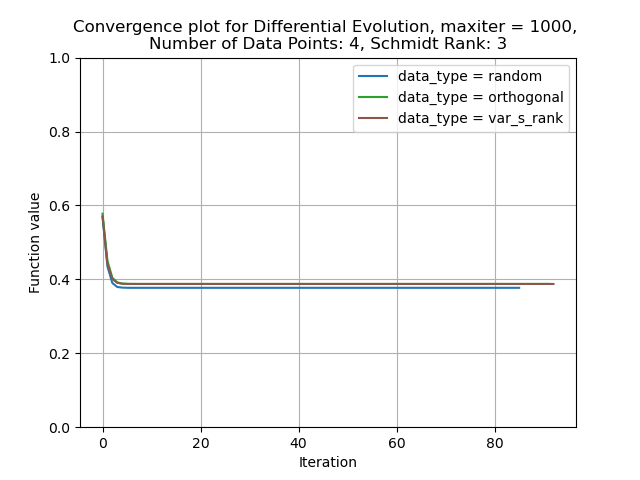 Convergence plot for Differential Evolution, maxiter = 1000,
Number of Data Points: 4, Schmidt Rank: 3
data_type = random
data_type = orthogonal
data_type = var_s_rank
Function value
1.0
0.8
0.6
0.4
0.2
0.0
0 20 40 60 80
Iteration